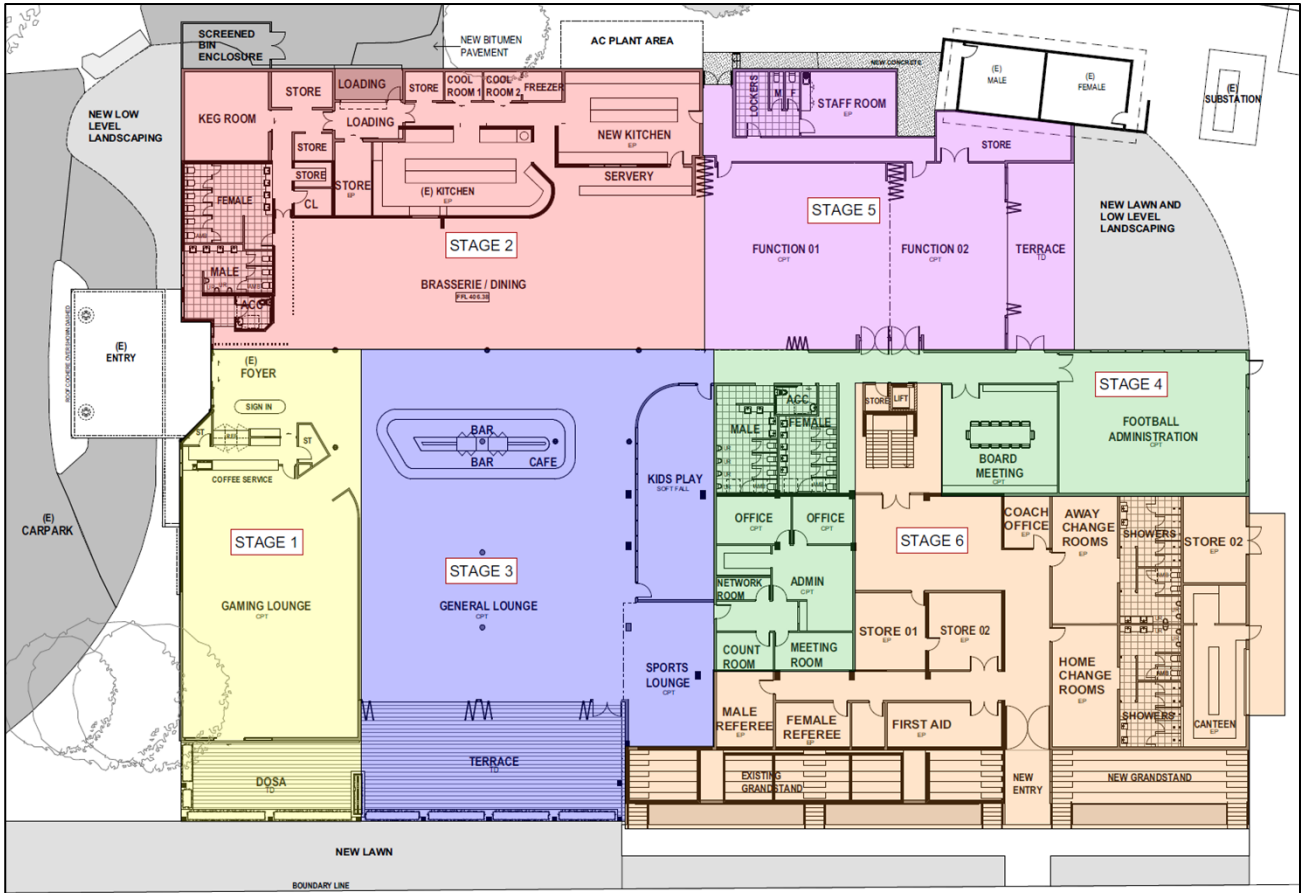 SCREENED
BIN
ENCLOSURE
NEW BITUMEN
PAVEMENT
AC PLANT AREA
NEW CONCRETE
(E)
MALE
(E)
FEMALE
(E)
SUBSTATION
NEW LOW
LEVEL
LANDSCAPING
KEG ROOM
STORE
LOADING
LOADING
STORE
COOL
ROOM 1
COOL
ROOM 2
FREEZER
STORE
STORE
CL
STORE
EP
NEW KITCHEN
EP
(E) KITCHEN
EP
SERVERY
LOCKERS
M
F
STAFF ROOM
EP
STORE
FEMALE
AMB
MALE
AMB
ACC
STAGE 2
BRASSERIE / DINING
FFL 406.38
STAGE 5
FUNCTION 01
CPT
FUNCTION 02
CPT
TERRACE
TD
NEW LAWN AND
LOW LEVEL
LANDSCAPING
(E)
ENTRY
(E)
FOYER
SIGN IN
ST
ST
COFFEE SERVICE
BAR
BAR
CAFE
KIDS PLAY
SOFT FALL
MALE
ACC
FEMALE
STORE
LIFT
BOARD
MEETING
CPT
STAGE 4
FOOTBALL
ADMINISTRATION
CPT
(E)
CARPARK
STAGE 1
GAMING LOUNGE
CPT
STAGE 3
GENERAL LOUNGE
CPT
SPORTS
LOUNGE
CPT
OFFICE
CPT
OFFICE
CPT
NETWORK
ROOM
ADMIN
CPT
COUNT
ROOM
MEETING
ROOM
STAGE 6
COACH
OFFICE
EP
AWAY
CHANGE
ROOMS
EP
SHOWERS
AMB
STORE 02
EP
STORE 01
EP
STORE 02
EP
HOME
CHANGE
ROOMS
EP
AMB
SHOWERS
CANTEEN
EP
MALE
REFEREE
EP
FEMALE
REFEREE
EP
FIRST AID
EP
DOSA
TD
TERRACE
TD
EXISTING
GRANDSTAND
NEW
ENTRY
NEW GRANDSTAND
NEW LAWN
BOUNDARY LINE